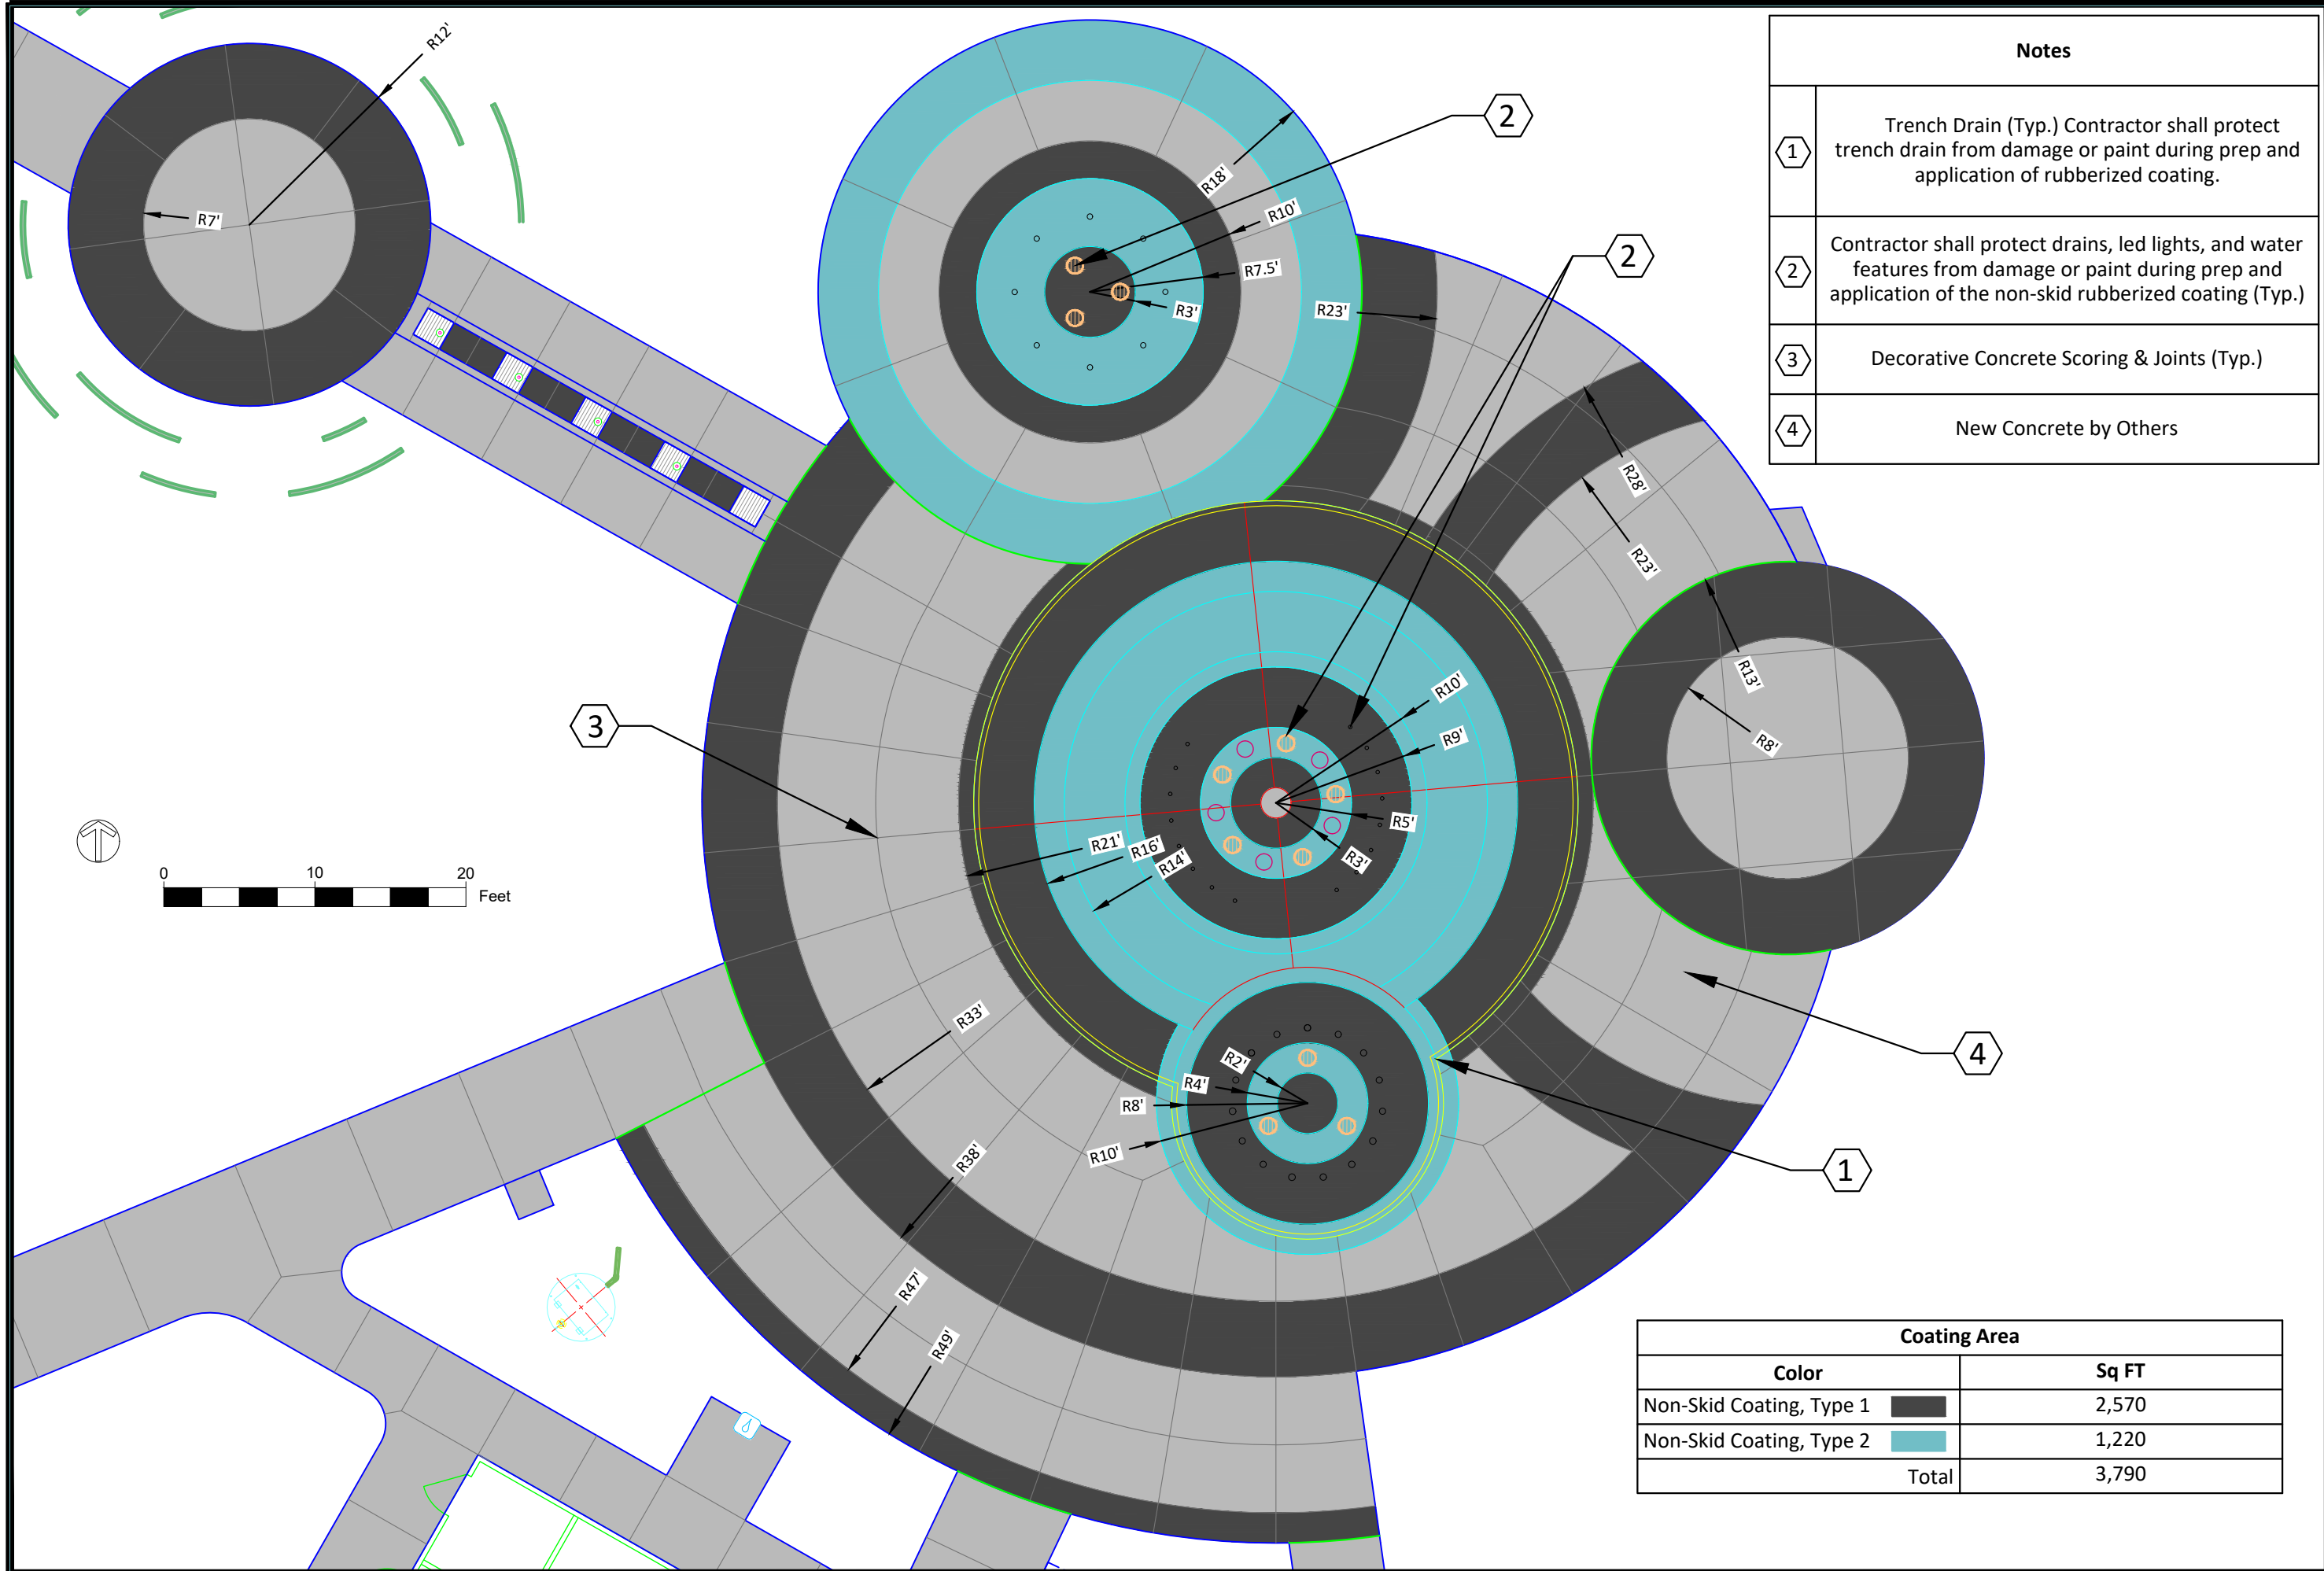 R12'
R7'
2
R18'
R10'
R7.5'
R3'
R23'
2
Notes
1
Trench Drain (Typ.) Contractor shall protect
trench drain from damage or paint during prep and
application of rubberized coating.
2
Contractor shall protect drains, led lights, and water
features from damage or paint during prep and
application of the non-skid rubberized coating (Typ.)
3
Decorative Concrete Scoring & Joints (Typ.)
4
New Concrete by Others
R28'
R23'
R13'
R8'
3
R10'
R9'
R5'
R3'
R21'
R16'
R14'
0 10 20
Feet
R33'
R2'
R4'
R8'
R10'
R38'
R47'
R49'
4
1
Coating Area
Color Sq FT
Non-Skid Coating, Type 1 2,570
Non-Skid Coating, Type 2 1,220
Total 3,790